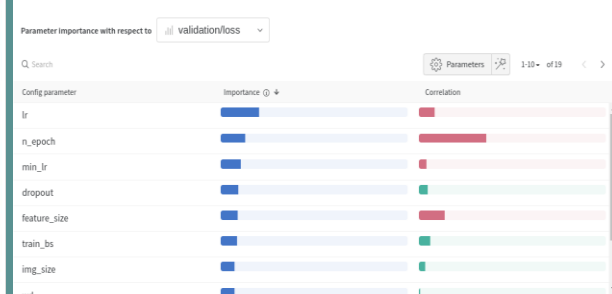 Parameter importance with respect to validation/loss
Search Parameters 1-10 of 19
Config parameter Importance Correlation
lr
n_epoch
min_lr
dropout
feature_size
train_bs
img_size